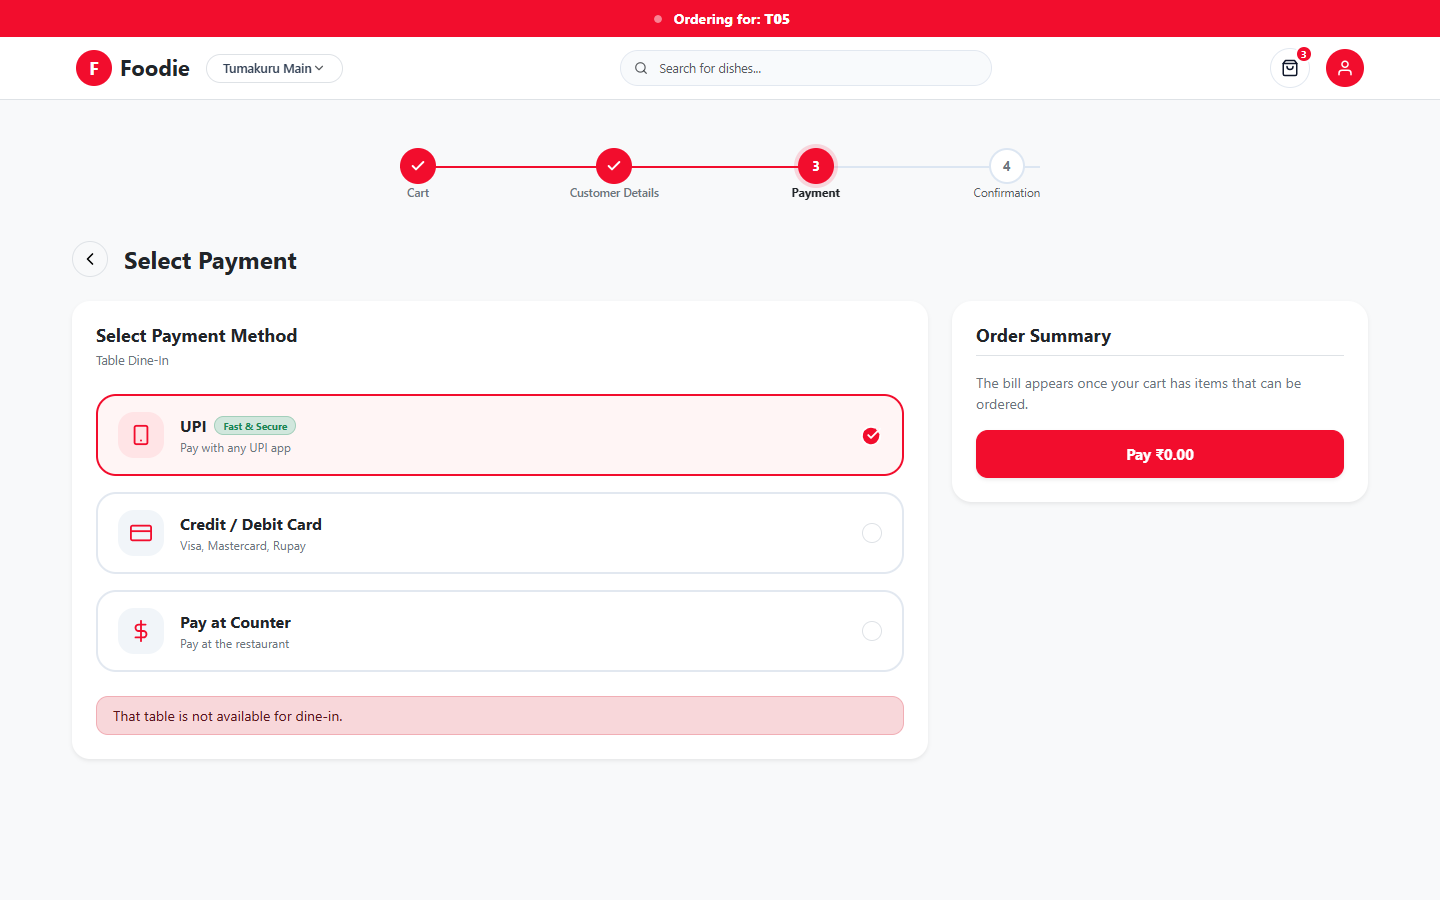 Ordering for: T05
F Foodie
Tumakuru Main
Search for dishes...
3
Cart
Customer Details
3
Payment
4
Confirmation
Select Payment
Select Payment Method
Table Dine-In
UPI Fast & Secure
Pay with any UPI app
Credit / Debit Card
Visa, Mastercard, Rupay
Pay at Counter
Pay at the restaurant
That table is not available for dine-in.
Order Summary
The bill appears once your cart has items that can be
ordered.
Pay ₹0.00